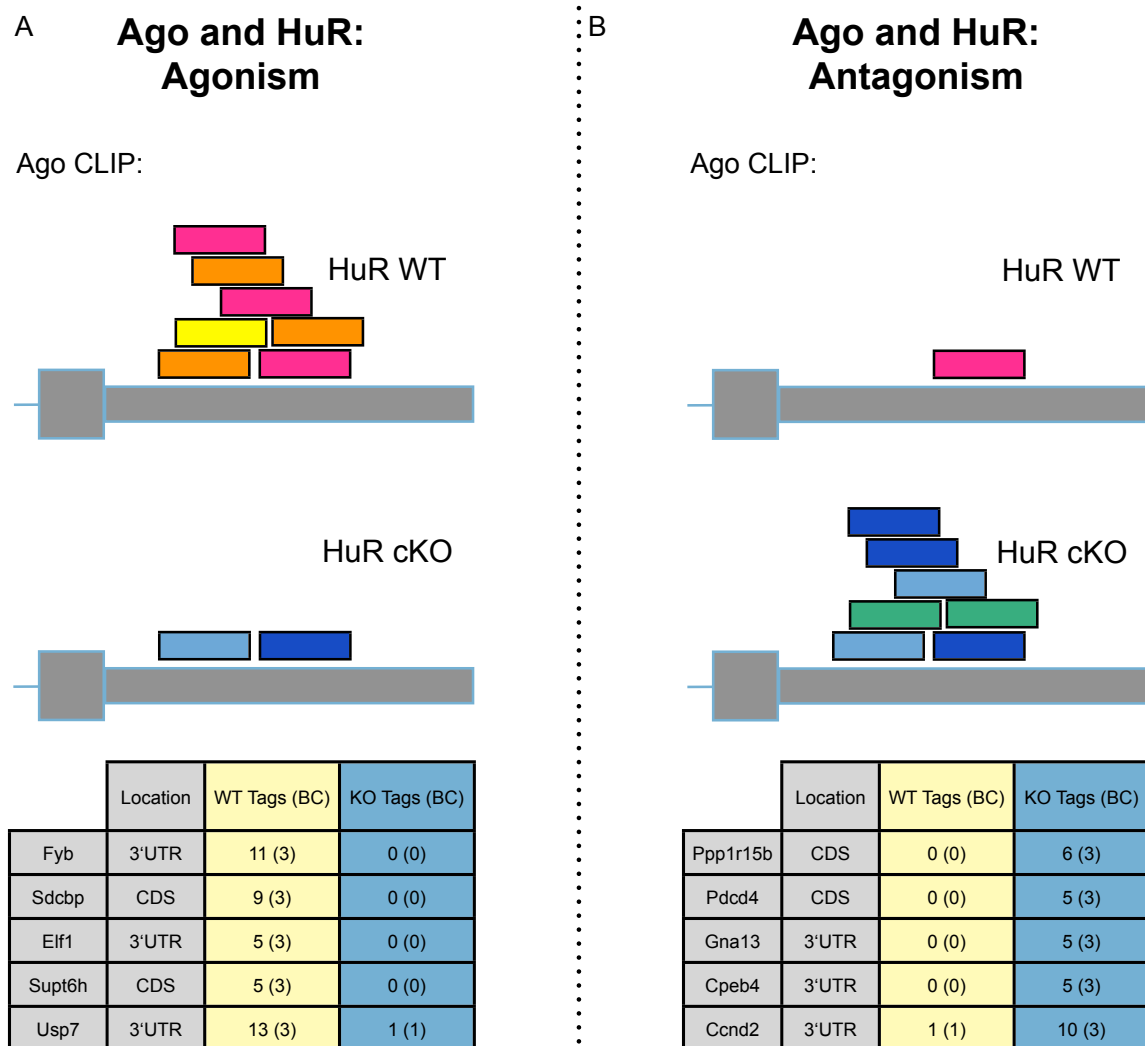 A
Ago and HuR:
Agonism
Ago CLIP:
HuR WT
HuR cKO
Location WT Tags (BC) KO Tags (BC)
Fyb 3‘UTR 11 (3) 0 (0)
Sdcbp CDS 9 (3) 0 (0)
Elf1 3‘UTR 5 (3) 0 (0)
Supt6h CDS 5 (3) 0 (0)
Usp7 3‘UTR 13 (3) 1 (1)
B
Ago and HuR:
Antagonism
Ago CLIP:
HuR WT
HuR cKO
Location WT Tags (BC) KO Tags (BC)
Ppp1r15b CDS 0 (0) 6 (3)
Pdcd4 CDS 0 (0) 5 (3)
Gna13 3‘UTR 0 (0) 5 (3)
Cpeb4 3‘UTR 0 (0) 5 (3)
Ccnd2 3‘UTR 1 (1) 10 (3)